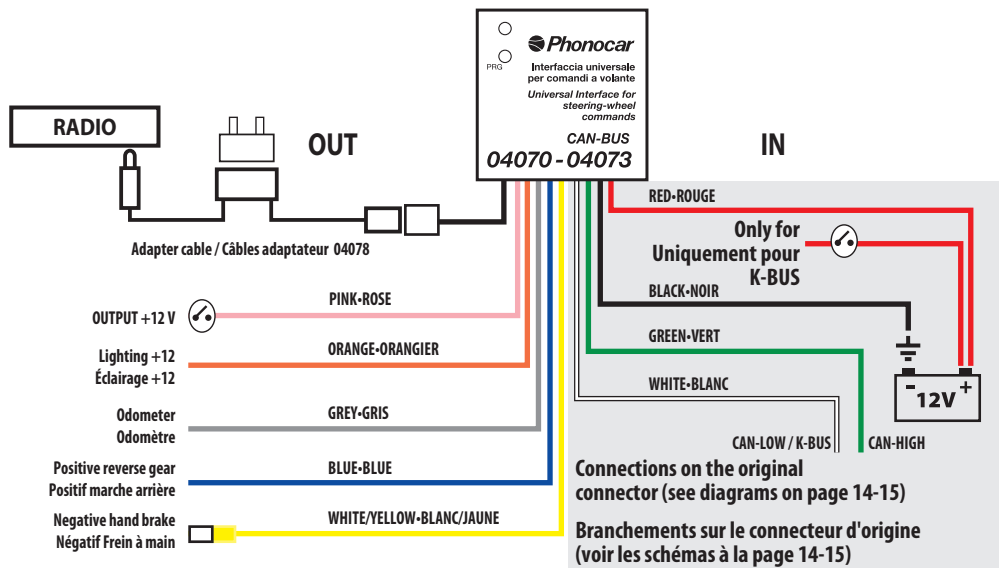 Phonocar
PRG
Interfaccia universale
per comandi a volante
Universal Interface for
steering-wheel
commands
CAN-BUS
04070 - 04073
RADIO
OUT
IN
Adapter cable / Câbles adaptateur 04078
RED•ROUGE
Only for
Uniquement pour
K-BUS
PINK•ROSE
OUTPUT +12 V
BLACK•NOIR
ORANGE•ORANGIER
Lighting +12
Éclairage +12
GREEN•VERT
- +
12V
WHITE•BLANC
GREY•GRIS
Odometer
Odomètre
CAN-LOW / K-BUS
CAN-HIGH
BLUE•BLUE
Positive reverse gear
Positif marche arrière
Connections on the original
connector (see diagrams on page 14-15)
WHITE/YELLOW•BLANC/JAUNE
Negative hand brake
Négatif Frein à main
Branchements sur le connecteur d'origine
(voir les schémas à la page 14-15)